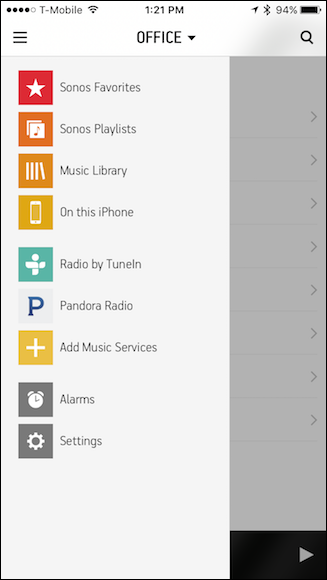 T-Mobile 1:21 PM 94%
OFFICE
Sonos Favorites
Sonos Playlists
Music Library
On this iPhone
Radio by TuneIn
P Pandora Radio
Add Music Services
Alarms
Settings